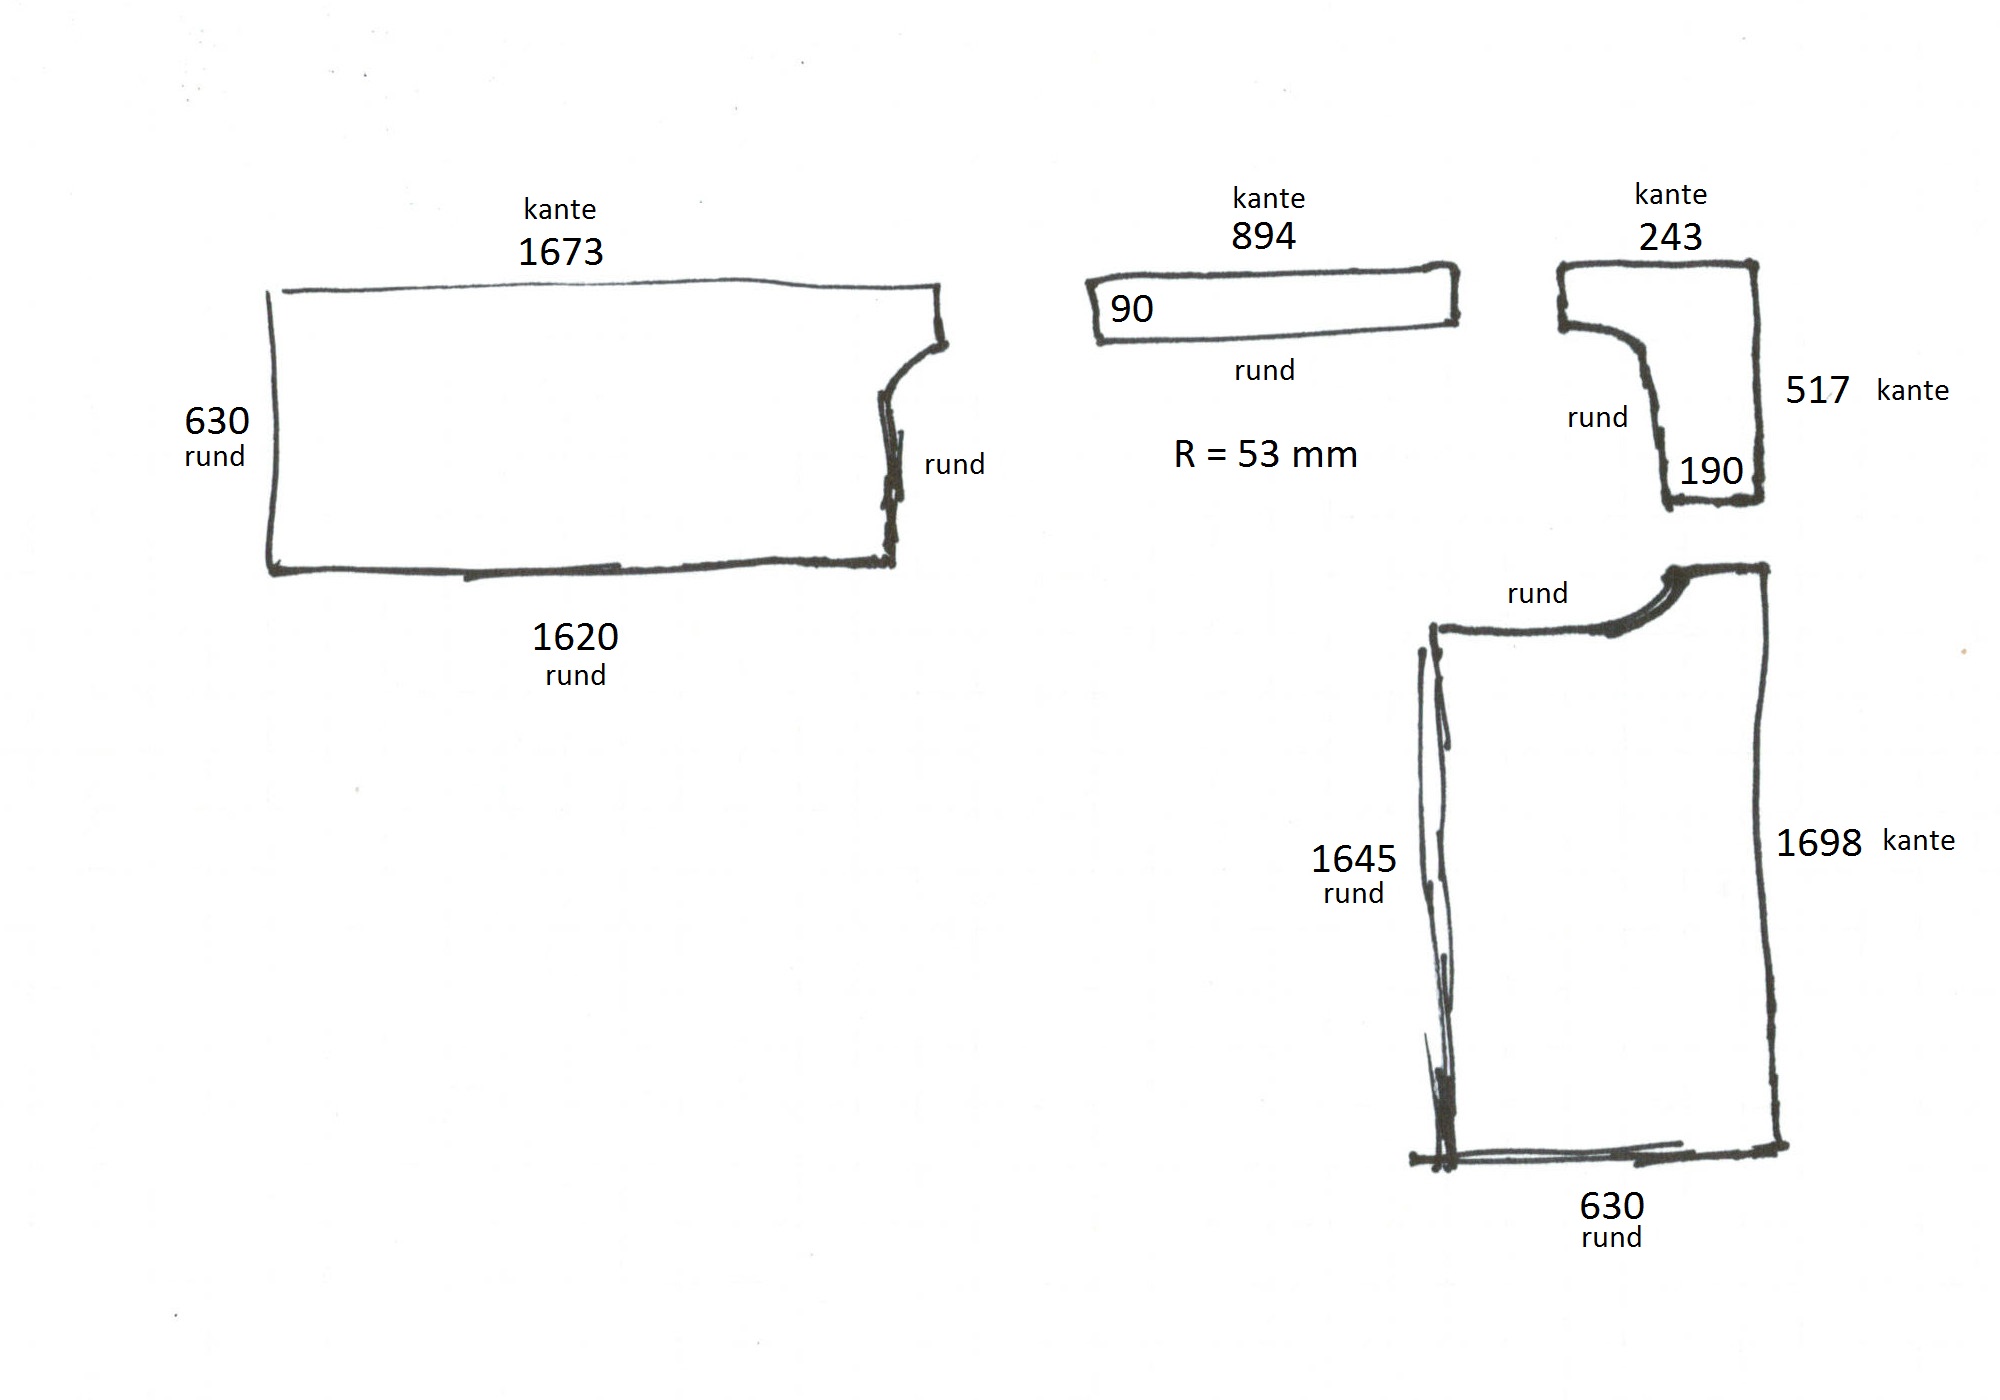 kante
1673
630
rund
rund
1620
rund
kante
894
90
rund
R = 53 mm
kante
243
517 kante
rund
190
rund
1645
rund
1698 kante
630
rund